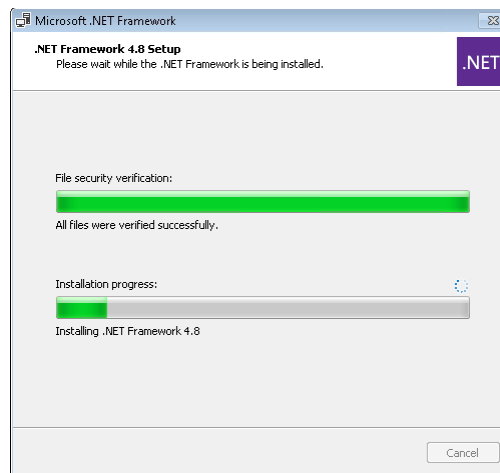 Microsoft .NET Framework
.NET Framework 4.8 Setup
Please wait while the .NET Framework is being installed.
.NET
File security verification:
All files were verified successfully.
Installation progress:
Installing .NET Framework 4.8
Cancel